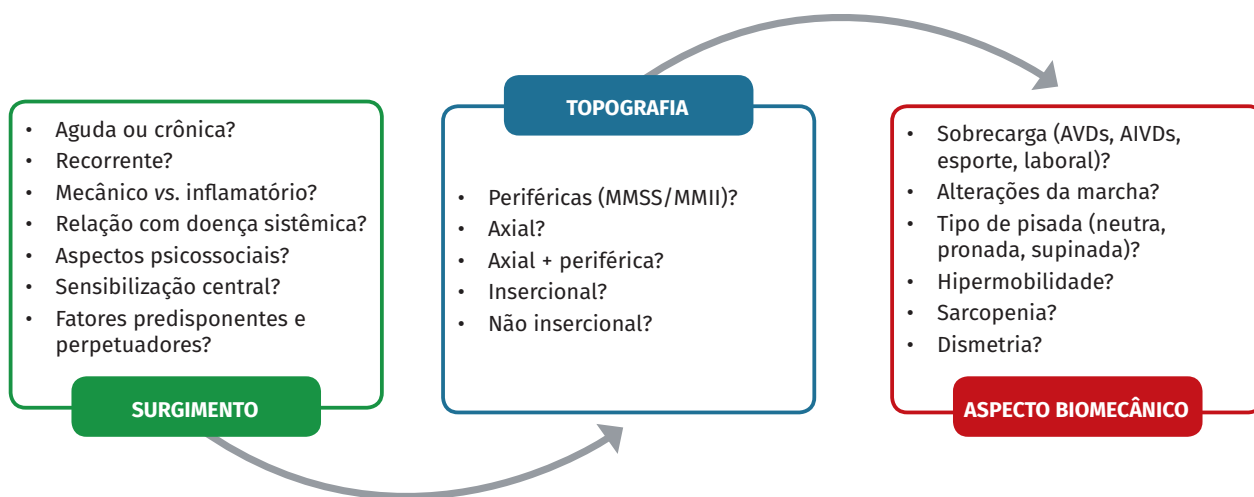 • Aguda ou crônica?
• Recorrente?
• Mecânico vs. inflamatório?
• Relação com doença sistêmica?
• Aspectos psicossociais?
• Sensibilização central?
• Fatores predisponentes e
perpetuadores?
SURGIMENTO
TOPOGRAFIA
• Periféricas (MMSS/MMII)?
• Axial?
• Axial + periférica?
• Insercional?
• Não insercional?
• Sobrecarga (AVDs, AIVDs,
esporte, laboral)?
• Alterações da marcha?
• Tipo de pisada (neutra,
pronada, supinada)?
• Hipermobilidade?
• Sarcopenia?
• Dismetria?
ASPECTO BIOMECÂNICO